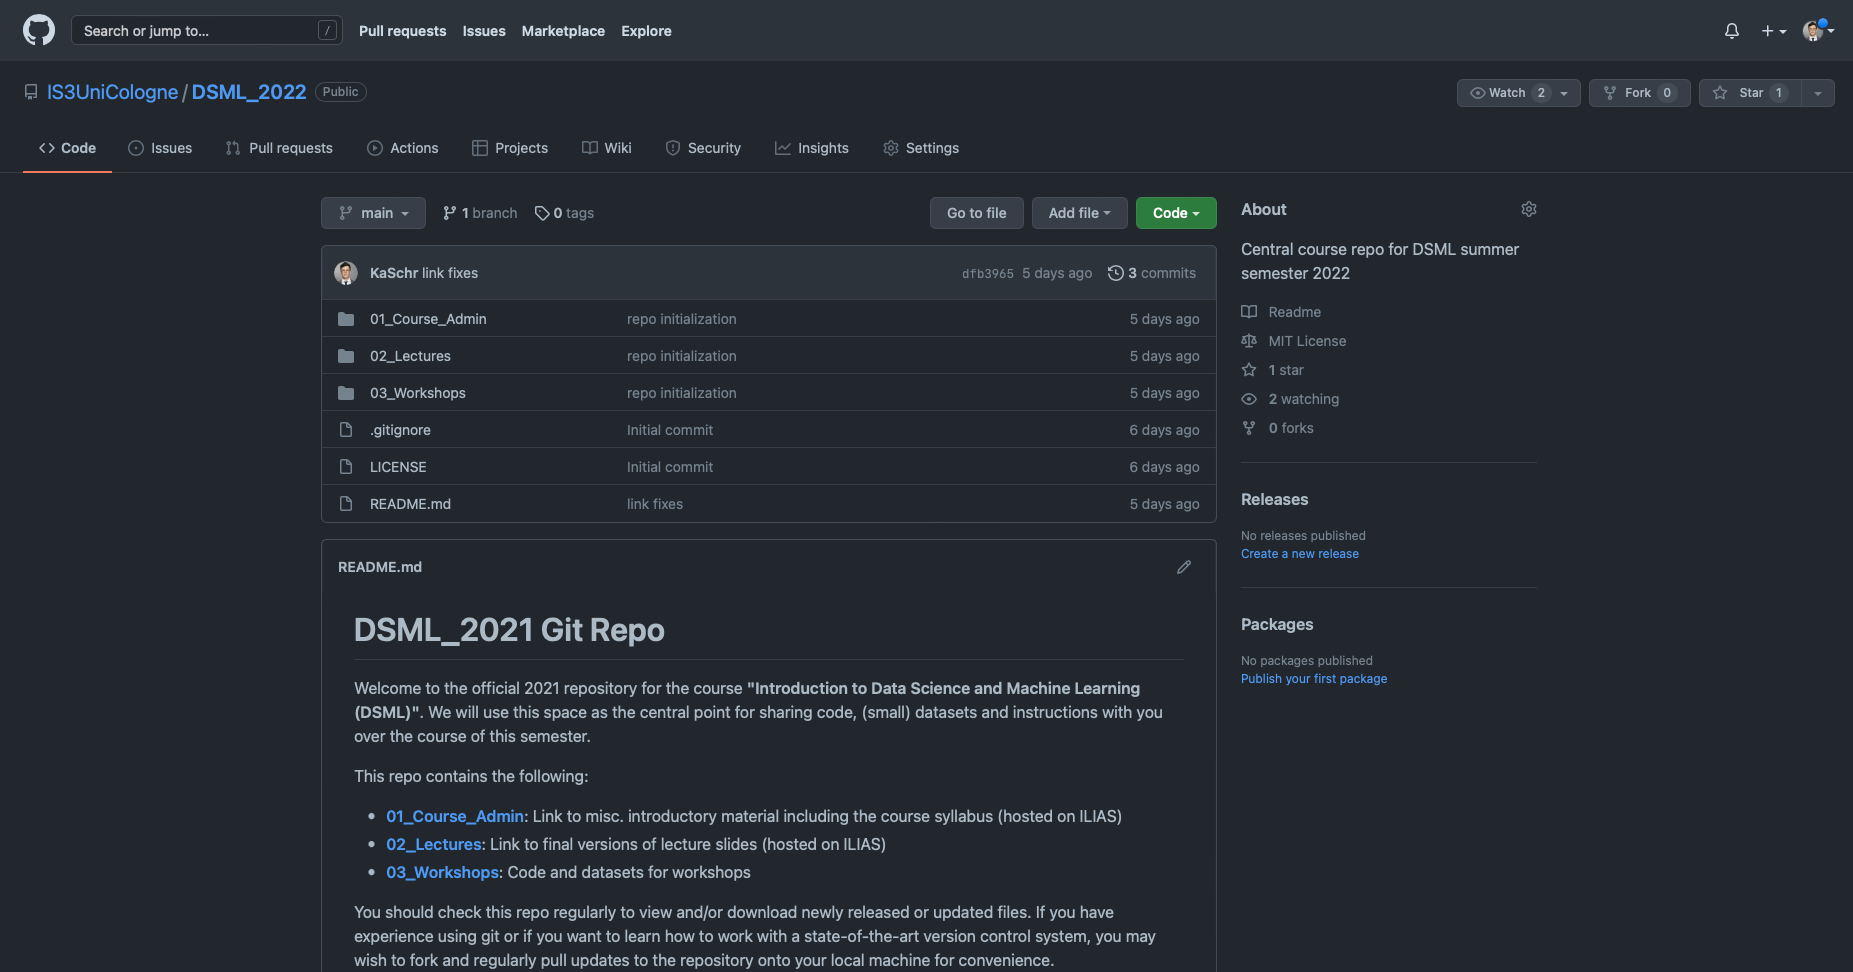 Search or jump to... /
Pull requests Issues Marketplace Explore
IS3UniCologne / DSML_2022 Public
Watch 2 Fork 0 Star 1
Code Issues Pull requests Actions Projects Wiki Security Insights Settings
main 1 branch 0 tags Go to file Add file Code
KaSchr link fixes dfb3965 5 days ago 3 commits
01_Course_Admin repo initialization 5 days ago
02_Lectures repo initialization 5 days ago
03_Workshops repo initialization 5 days ago
.gitignore Initial commit 6 days ago
LICENSE Initial commit 6 days ago
README.md link fixes 5 days ago
README.md
DSML_2021 Git Repo
Welcome to the official 2021 repository for the course "Introduction to Data Science and Machine Learning
(DSML)". We will use this space as the central point for sharing code, (small) datasets and instructions with you
over the course of this semester.
This repo contains the following:
• 01_Course_Admin: Link to misc. introductory material including the course syllabus (hosted on ILIAS)
• 02_Lectures: Link to final versions of lecture slides (hosted on ILIAS)
• 03_Workshops: Code and datasets for workshops
You should check this repo regularly to view and/or download newly released or updated files. If you have
experience using git or if you want to learn how to work with a state-of-the-art version control system, you may
wish to fork and regularly pull updates to the repository onto your local machine for convenience.
About
Central course repo for DSML summer
semester 2022
Readme
MIT License
1 star
2 watching
0 forks
Releases
No releases published
Create a new release
Packages
No packages published
Publish your first package